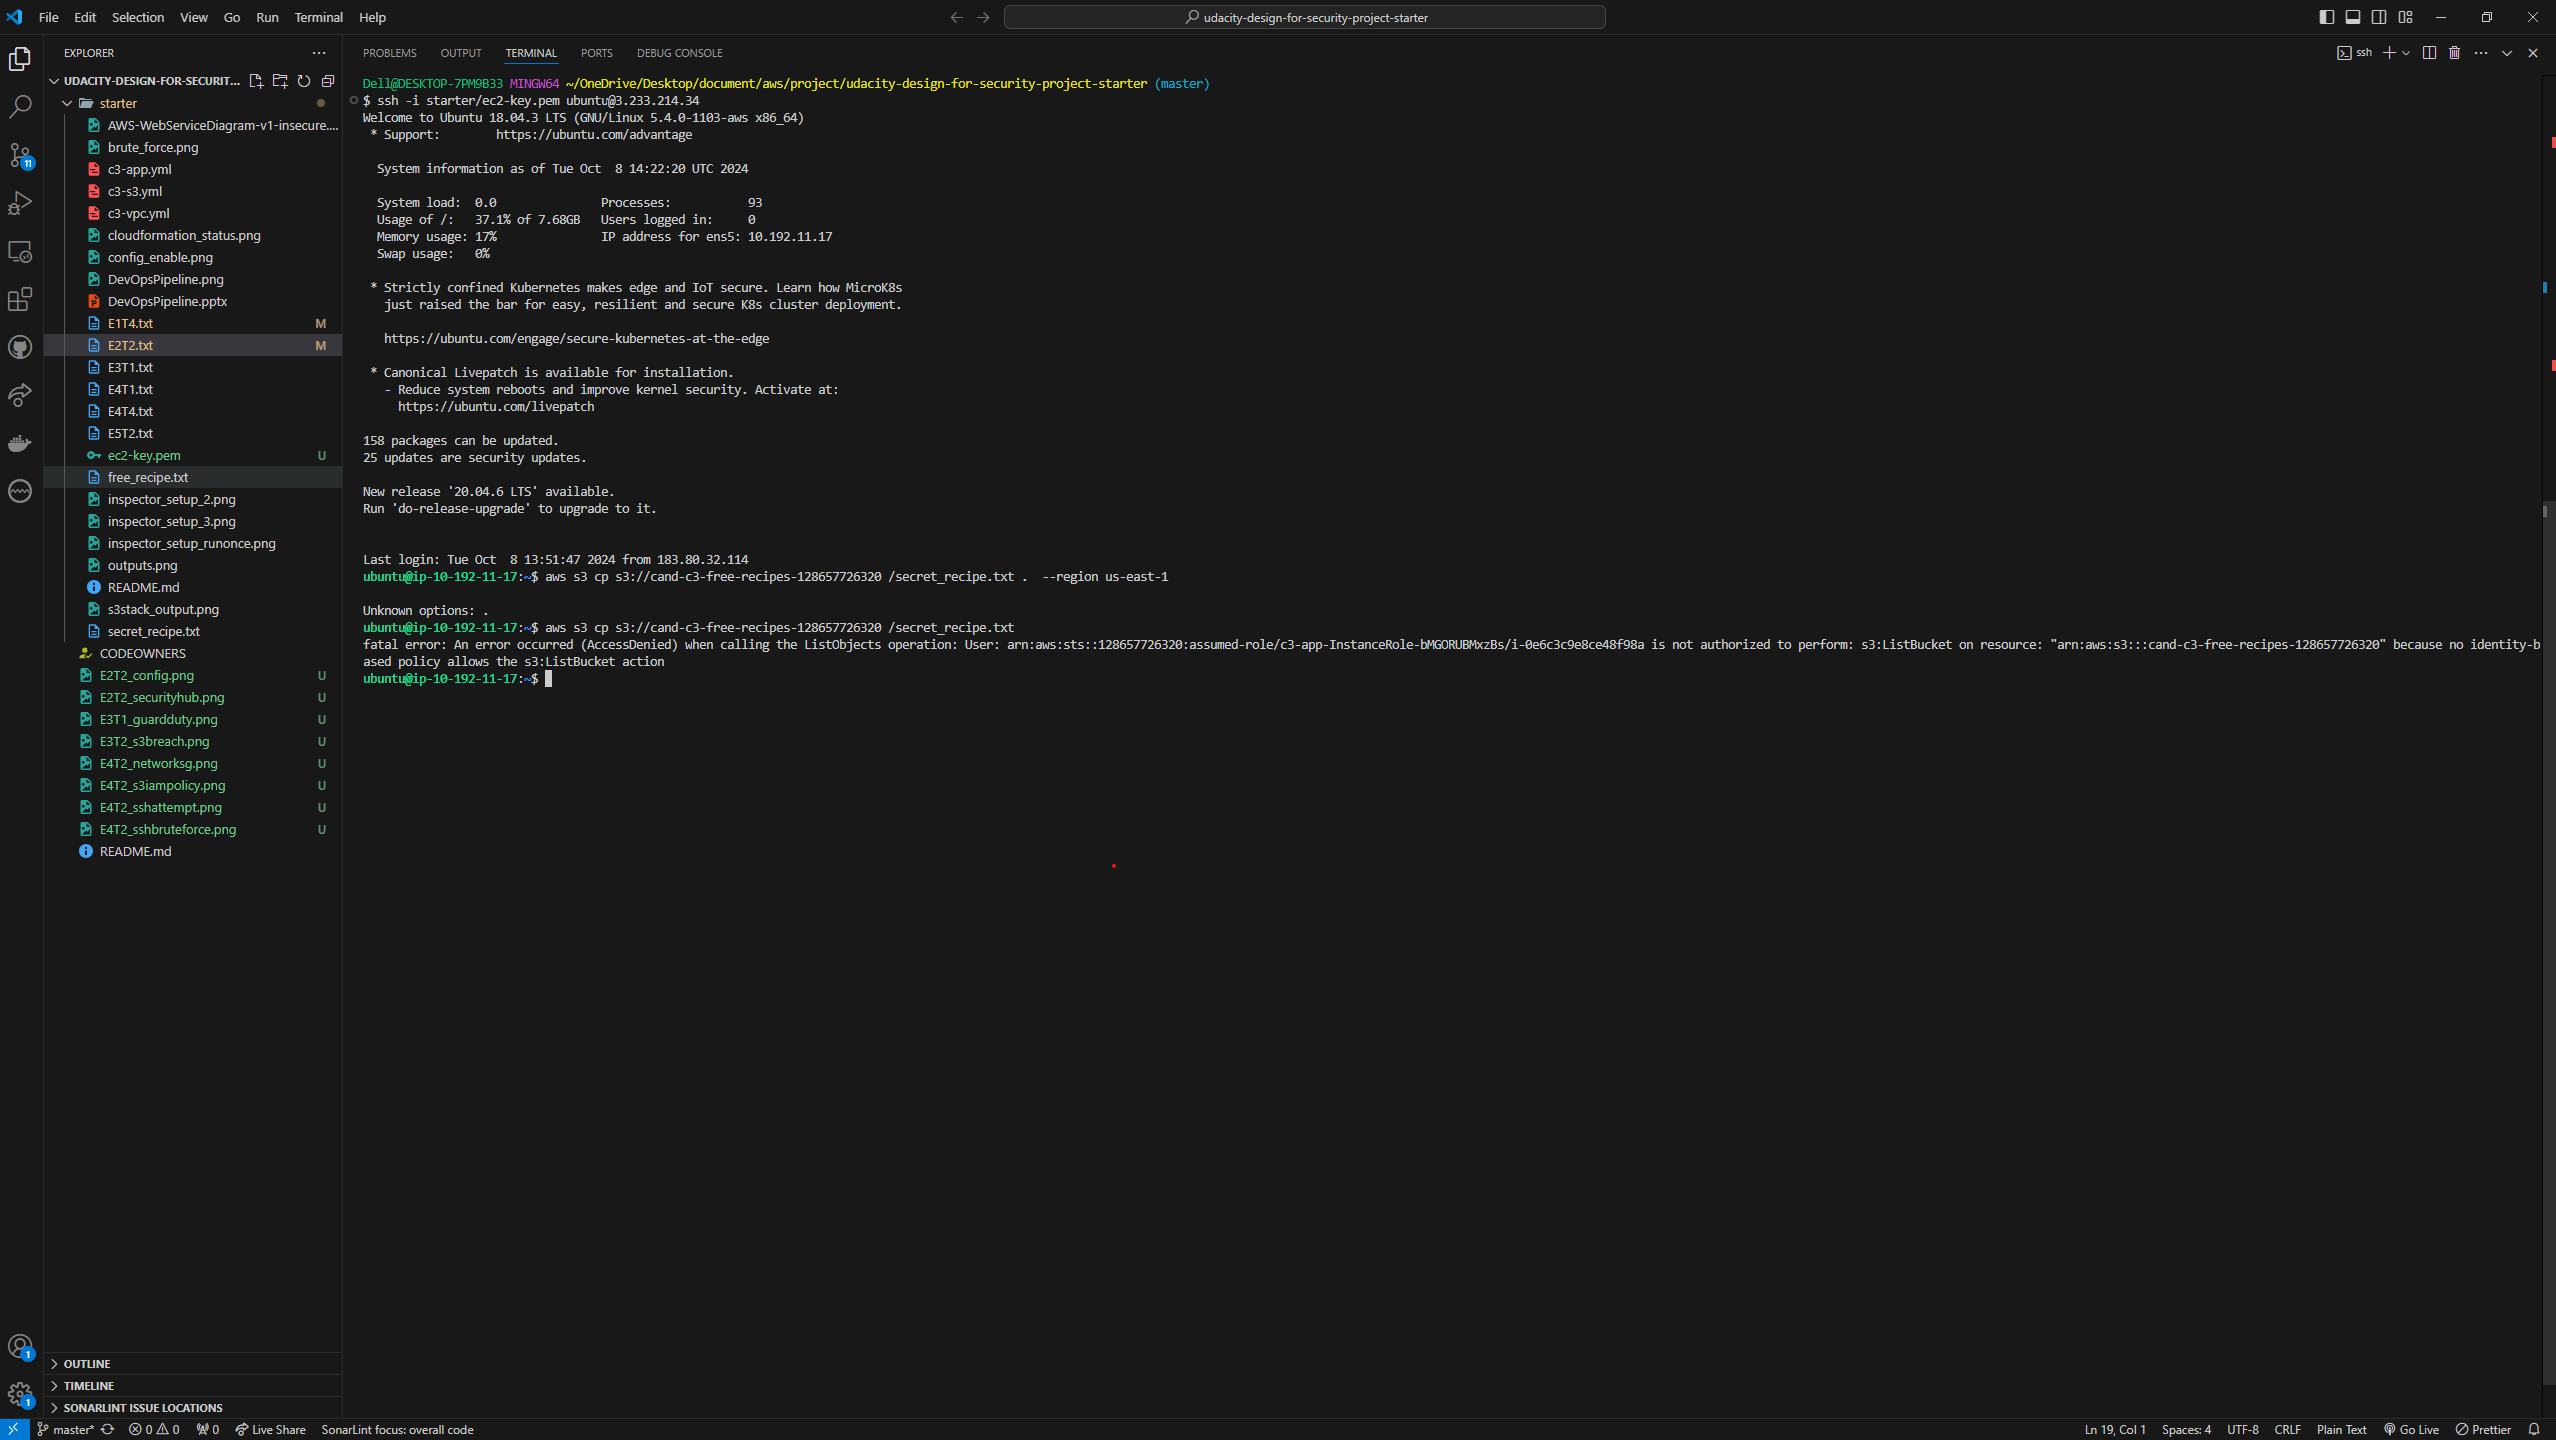 File Edit Selection View Go Run Terminal Help
udacity-design-for-security-project-starter
EXPLORER
UDACITY-DESIGN-FOR-SECURIT...
starter
AWS-WebServiceDiagram-v1-insecure....
brute_force.png
c3-app.yml
c3-s3.yml
c3-vpc.yml
cloudformation_status.png
config_enable.png
DevOpsPipeline.png
DevOpsPipeline.pptx
E1T4.txt M
E2T2.txt M
E3T1.txt
E4T1.txt
E4T4.txt
E5T2.txt
ec2-key.pem U
free_recipe.txt
inspector_setup_2.png
inspector_setup_3.png
inspector_setup_runonce.png
outputs.png
README.md
s3stack_output.png
secret_recipe.txt
CODEOWNERS
E2T2_config.png U
E2T2_securityhub.png U
E3T1_guardduty.png U
E3T2_s3breach.png U
E4T2_networksg.png U
E4T2_s3iampolicy.png U
E4T2_sshattempt.png U
E4T2_sshbruteforce.png U
README.md
OUTLINE
TIMELINE
SONARLINT ISSUE LOCATIONS
11
1
1
PROBLEMS OUTPUT TERMINAL PORTS DEBUG CONSOLE
ssh
Dell@DESKTOP-7PM9B33 MINGW64 ~/OneDrive/Desktop/document/aws/project/udacity-design-for-security-project-starter (master)
$ ssh -i starter/ec2-key.pem ubuntu@3.233.214.34
Welcome to Ubuntu 18.04.3 LTS (GNU/Linux 5.4.0-1103-aws x86_64)
* Support: https://ubuntu.com/advantage
System information as of Tue Oct 8 14:22:20 UTC 2024
System load: 0.0 Processes: 93
Usage of /: 37.1% of 7.68GB Users logged in: 0
Memory usage: 17% IP address for ens5: 10.192.11.17
Swap usage: 0%
* Strictly confined Kubernetes makes edge and IoT secure. Learn how MicroK8s
just raised the bar for easy, resilient and secure K8s cluster deployment.
https://ubuntu.com/engage/secure-kubernetes-at-the-edge
* Canonical Livepatch is available for installation.
- Reduce system reboots and improve kernel security. Activate at:
https://ubuntu.com/livepatch
158 packages can be updated.
25 updates are security updates.
New release '20.04.6 LTS' available.
Run 'do-release-upgrade' to upgrade to it.
Last login: Tue Oct 8 13:51:47 2024 from 183.80.32.114
ubuntu@ip-10-192-11-17:~$ aws s3 cp s3://cand-c3-free-recipes-128657726320 /secret_recipe.txt . --region us-east-1
Unknown options: .
ubuntu@ip-10-192-11-17:~$ aws s3 cp s3://cand-c3-free-recipes-128657726320 /secret_recipe.txt
fatal error: An error occurred (AccessDenied) when calling the ListObjects operation: User: arn:aws:sts::128657726320:assumed-role/c3-app-InstanceRole-bMGORUBMxzBs/i-0e6c3c9e8ce48f98a is not authorized to perform: s3:ListBucket on resource: "arn:aws:s3:::cand-c3-free-recipes-128657726320" because no identity-b
ased policy allows the s3:ListBucket action
ubuntu@ip-10-192-11-17:~$
master* 0 0 0 Live Share SonarLint focus: overall code Ln 19, Col 1 Spaces: 4 UTF-8 CRLF Plain Text Go Live Prettier